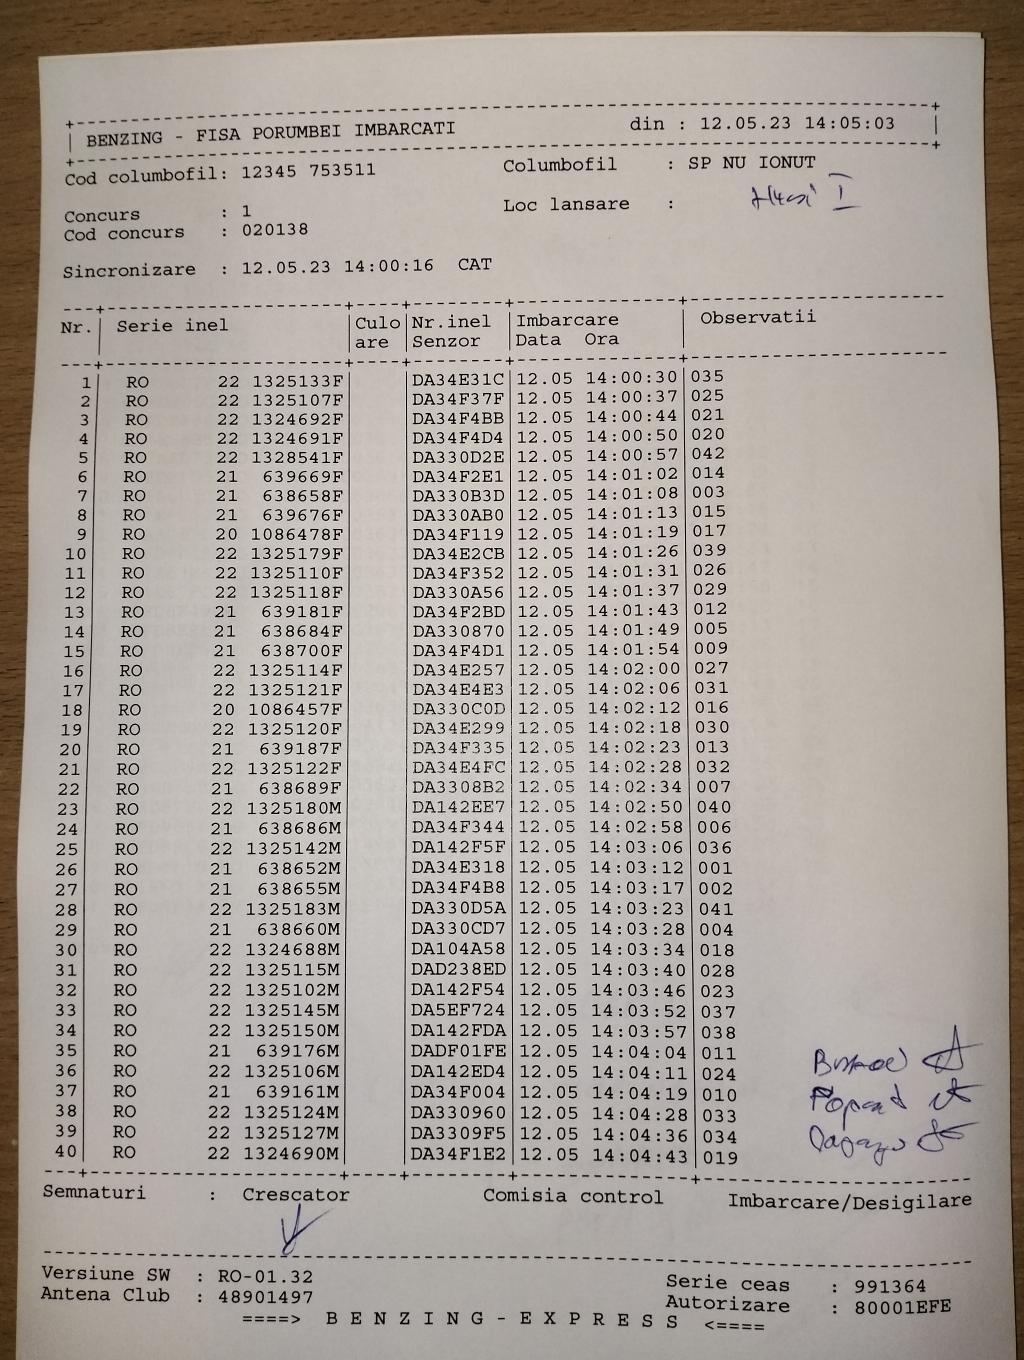 BENZING - FISA PORUMBEI IMBARCATI din : 12.05.23 14:05:03
Cod columbofil: 12345 753511 Columbofil : SP NU IONUT
Concurs : 1 Loc lansare : I
Cod concurs : 020138
Sincronizare : 12.05.23 14:00:16 CAT
Nr. Serie inel Culo Nr.inel Imbarcare Observatii
are Senzor Data Ora
1 RO 22 1325133F DA34E31C 12.05 14:00:30 035
2 RO 22 1325107F DA34F37F 12.05 14:00:37 025
3 RO 22 1324692F DA34F4BB 12.05 14:00:44 021
4 RO 22 1324691F DA34F4D4 12.05 14:00:50 020
5 RO 22 1328541F DA330D2E 12.05 14:00:57 042
6 RO 21 639669F DA34F2E1 12.05 14:01:02 014
7 RO 21 638658F DA330B3D 12.05 14:01:08 003
8 RO 21 639676F DA330AB0 12.05 14:01:13 015
9 RO 20 1086478F DA34F119 12.05 14:01:19 017
10 RO 22 1325179F DA34E2CB 12.05 14:01:26 039
11 RO 22 1325110F DA34F352 12.05 14:01:31 026
12 RO 22 1325118F DA330A56 12.05 14:01:37 029
13 RO 21 639181F DA34F2BD 12.05 14:01:43 012
14 RO 21 638684F DA330870 12.05 14:01:49 005
15 RO 21 638700F DA34F4D1 12.05 14:01:54 009
16 RO 22 1325114F DA34E257 12.05 14:02:00 027
17 RO 22 1325121F DA34E4E3 12.05 14:02:06 031
18 RO 20 1086457F DA330C0D 12.05 14:02:12 016
19 RO 22 1325120F DA34E299 12.05 14:02:18 030
20 RO 21 639187F DA34F335 12.05 14:02:23 013
21 RO 22 1325122F DA34E4FC 12.05 14:02:28 032
22 RO 21 638689F DA3308B2 12.05 14:02:34 007
23 RO 22 1325180M DA142EE7 12.05 14:02:50 040
24 RO 21 638686M DA34F344 12.05 14:02:58 006
25 RO 22 1325142M DA142F5F 12.05 14:03:06 036
26 RO 21 638652M DA34E318 12.05 14:03:12 001
27 RO 21 638655M DA34F4B8 12.05 14:03:17 002
28 RO 22 1325183M DA330D5A 12.05 14:03:23 041
29 RO 21 638660M DA330CD7 12.05 14:03:28 004
30 RO 22 1324688M DA104A58 12.05 14:03:34 018
31 RO 22 1325115M DAD238ED 12.05 14:03:40 028
32 RO 22 1325102M DA142F54 12.05 14:03:46 023
33 RO 22 1325145M DA5EF724 12.05 14:03:52 037
34 RO 22 1325150M DA142FDA 12.05 14:03:57 038
35 RO 21 639176M DADF01FE 12.05 14:04:04 011
36 RO 22 1325106M DA142ED4 12.05 14:04:11 024
37 RO 21 639161M DA34F004 12.05 14:04:19 010
38 RO 22 1325124M DA330960 12.05 14:04:28 033
39 RO 22 1325127M DA3309F5 12.05 14:04:36 034
40 RO 22 1324690M DA34F1E2 12.05 14:04:43 019
Semnaturi : Crescator Comisia control Imbarcare/Desigilare
Versiune SW : RO-01.32 Serie ceas : 991364
Antena Club : 48901497 Autorizare : 80001EFE
====> B E N Z I N G - E X P R E S S <====